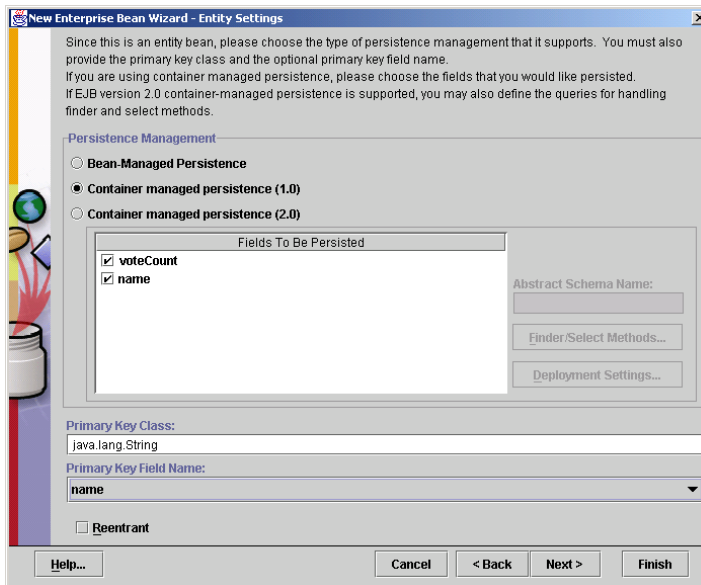 New Enterprise Bean Wizard - Entity Settings
Since this is an entity bean, please choose the type of persistence management that it supports. You must also
provide the primary key class and the optional primary key field name.
If you are using container managed persistence, please choose the fields that you would like persisted.
If EJB version 2.0 container-managed persistence is supported, you may also define the queries for handling
finder and select methods.
Persistence Management
Bean-Managed Persistence
Container managed persistence (1.0)
Container managed persistence (2.0)
Fields To Be Persisted
voteCount
name
Abstract Schema Name:
Finder/Select Methods...
Deployment Settings...
Primary Key Class:
java.lang.String
Primary Key Field Name:
name
Reentrant
Help...
Cancel
< Back
Next >
Finish